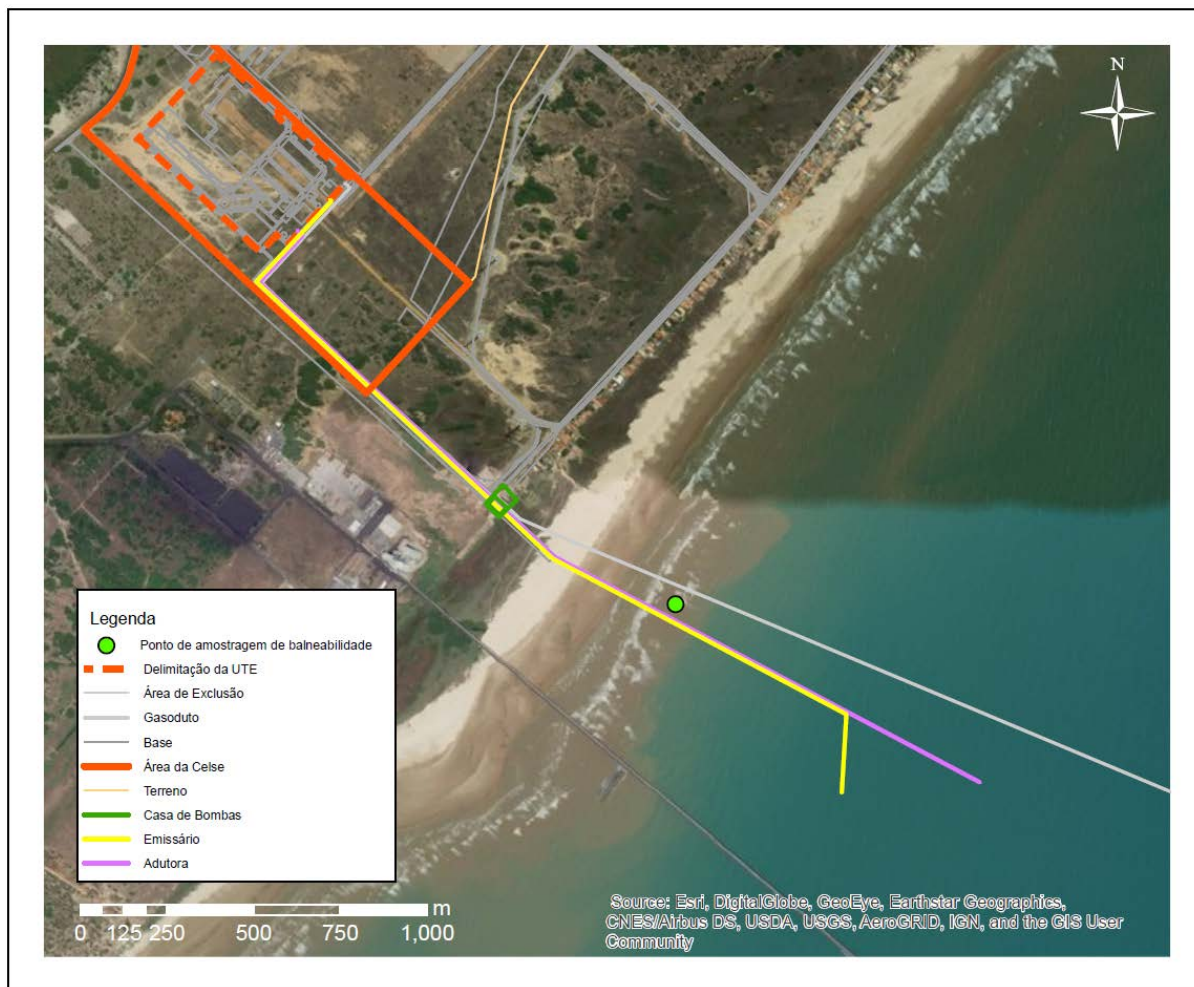 N
Legenda
Ponto de amostragem de balneabilidade
Delimitação da UTE
Área de Exclusão
Gasoduto
Base
Área da Celse
Terreno
Casa de Bombas
Emissário
Adutora
m
0 125 250 500 750 1,000
Source: Esri, DigitalGlobe, GeoEye, Earthstar Geographics,
CNES/Airbus DS, USDA, USGS, AeroGRID, IGN, and the GIS User
Community